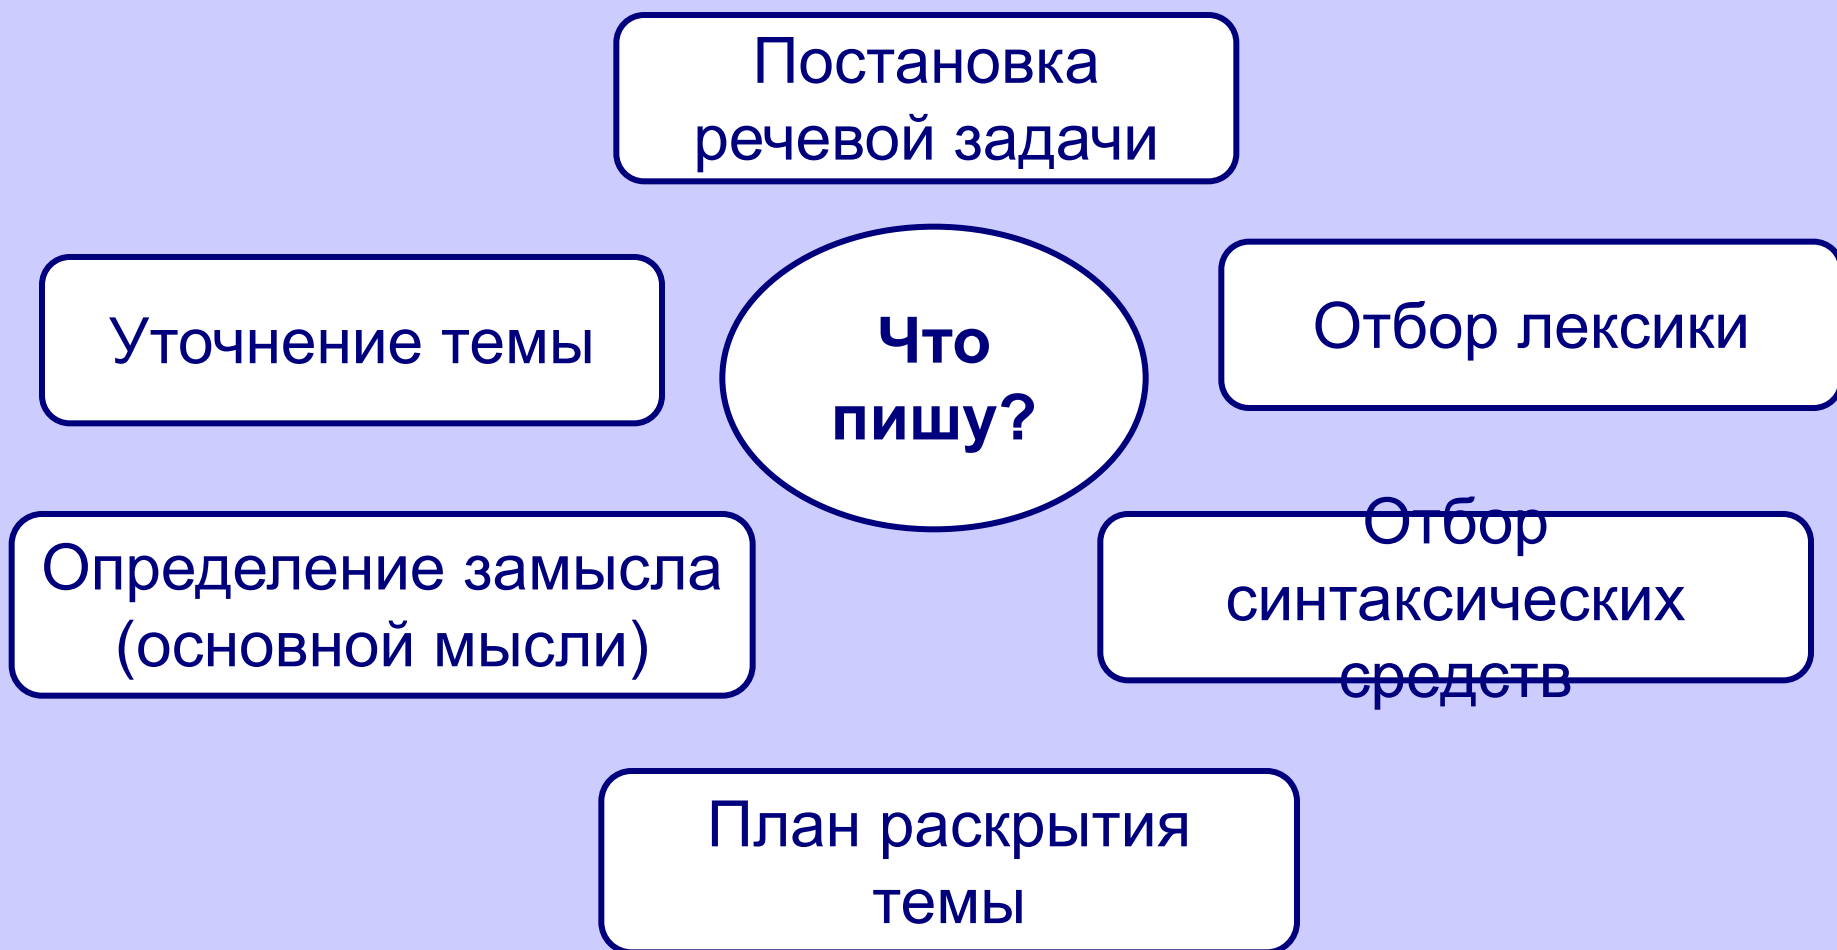 Постановка
речевой задачи
Уточнение темы
Что
пишу?
Отбор лексики
Определение замысла
(основной мысли)
Отбор
синтаксических
средств
План раскрытия
темы